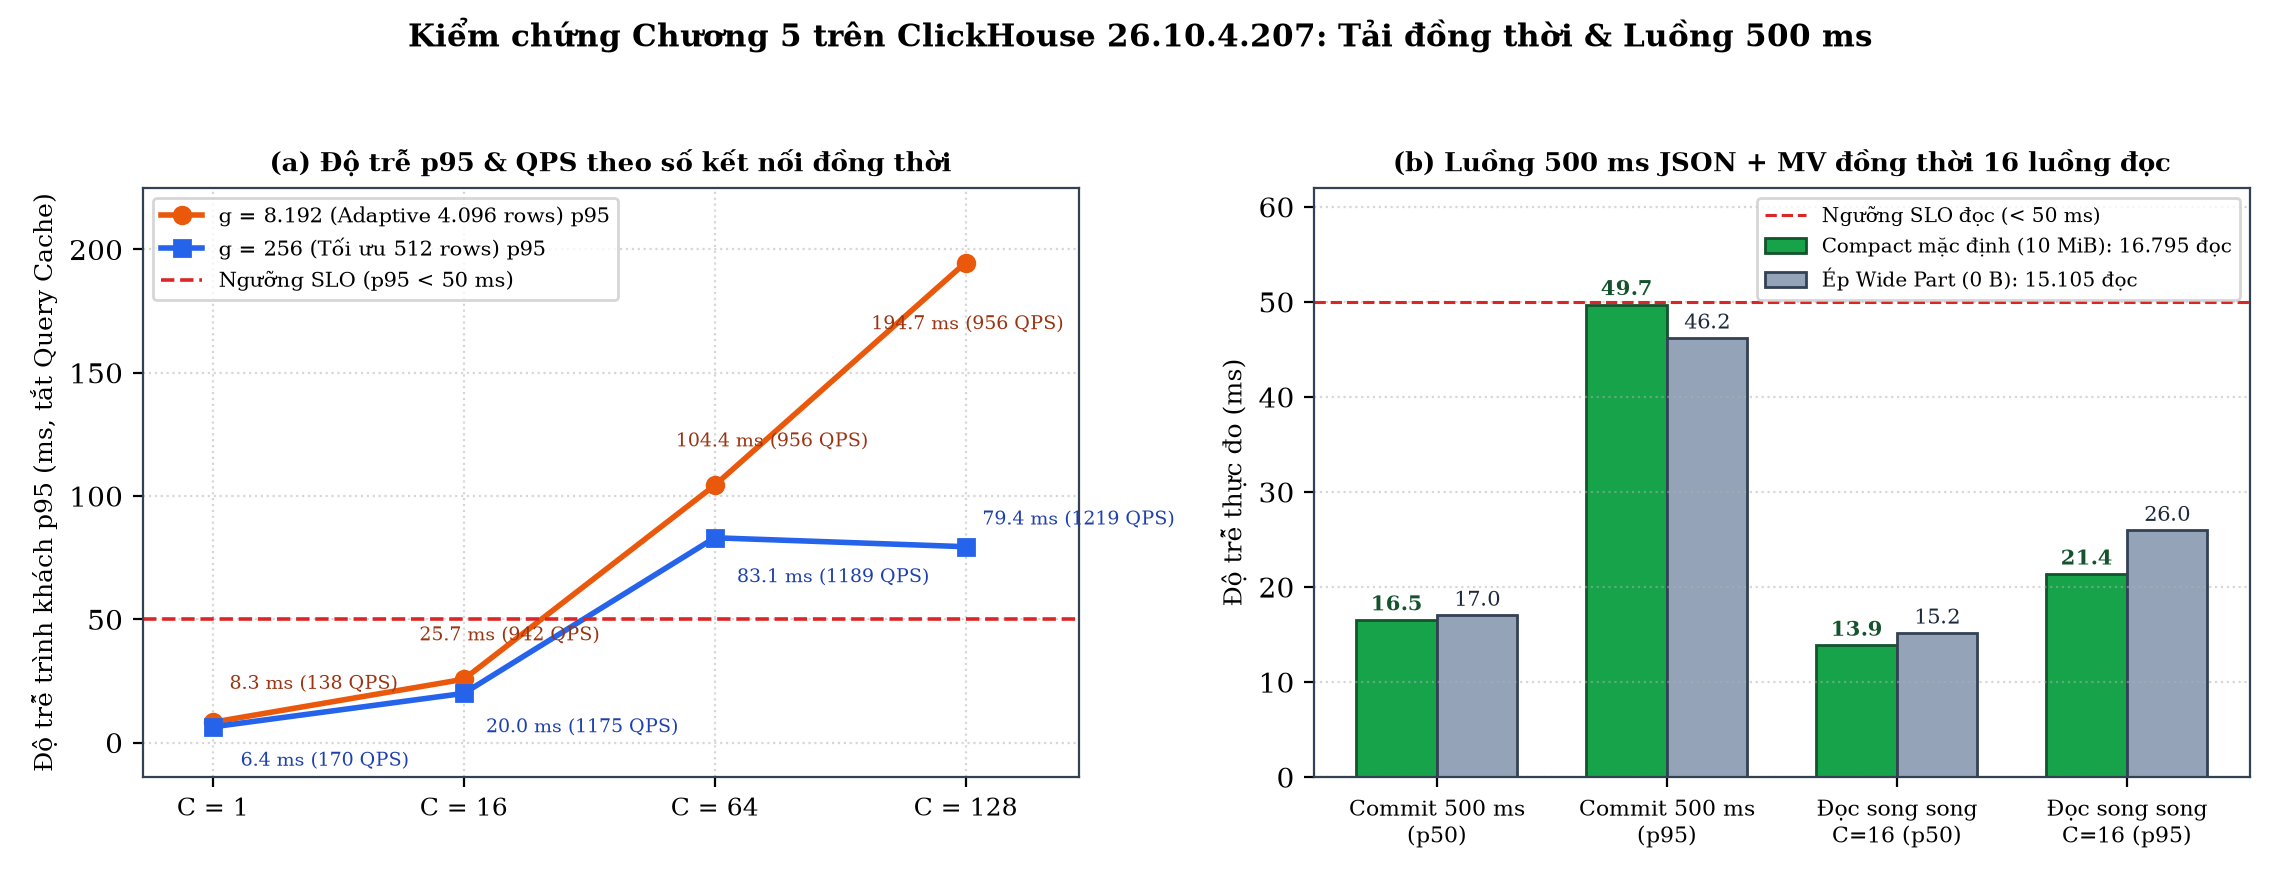 Kiểm chứng Chương 5 trên ClickHouse 26.10.4.207: Tải đồng thời & Luồng 500 ms
(a) Độ trễ p95 & QPS theo số kết nối đồng thời
Độ trễ trình khách p95 (ms, tắt Query Cache)
200
150
100
50
0
g = 8.192 (Adaptive 4.096 rows) p95
g = 256 (Tối ưu 512 rows) p95
Ngưỡng SLO (p95 < 50 ms)
194.7 ms (956 QPS)
104.4 ms (956 QPS)
79.4 ms (1219 QPS)
83.1 ms (1189 QPS)
25.7 ms (942 QPS)
8.3 ms (138 QPS)
20.0 ms (1175 QPS)
6.4 ms (170 QPS)
C = 1
C = 16
C = 64
C = 128
(b) Luồng 500 ms JSON + MV đồng thời 16 luồng đọc
Độ trễ thực đo (ms)
60
50
40
30
20
10
0
Ngưỡng SLO đọc (< 50 ms)
Compact mặc định (10 MiB): 16.795 đọc
Ép Wide Part (0 B): 15.105 đọc
16.5
17.0
49.7
46.2
13.9
15.2
21.4
26.0
Commit 500 ms
(p50)
Commit 500 ms
(p95)
Đọc song song
C=16 (p50)
Đọc song song
C=16 (p95)